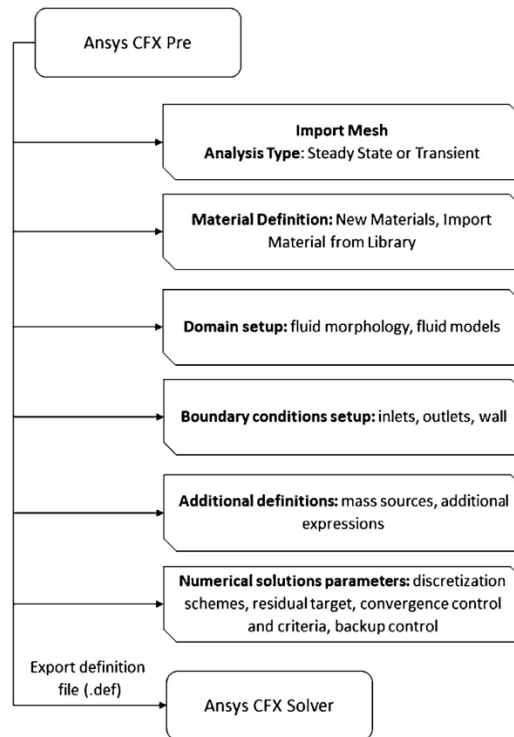 Ansys CFX Pre
Import Mesh
Analysis Type: Steady State or Transient
Material Definition: New Materials, Import
Material from Library
Domain setup: fluid morphology, fluid models
Boundary conditions setup: inlets, outlets, wall
Additional definitions: mass sources, additional
expressions
Numerical solutions parameters: discretization
schemes, residual target, convergence control
and criteria, backup control
Export definition
file (.def)
Ansys CFX Solver